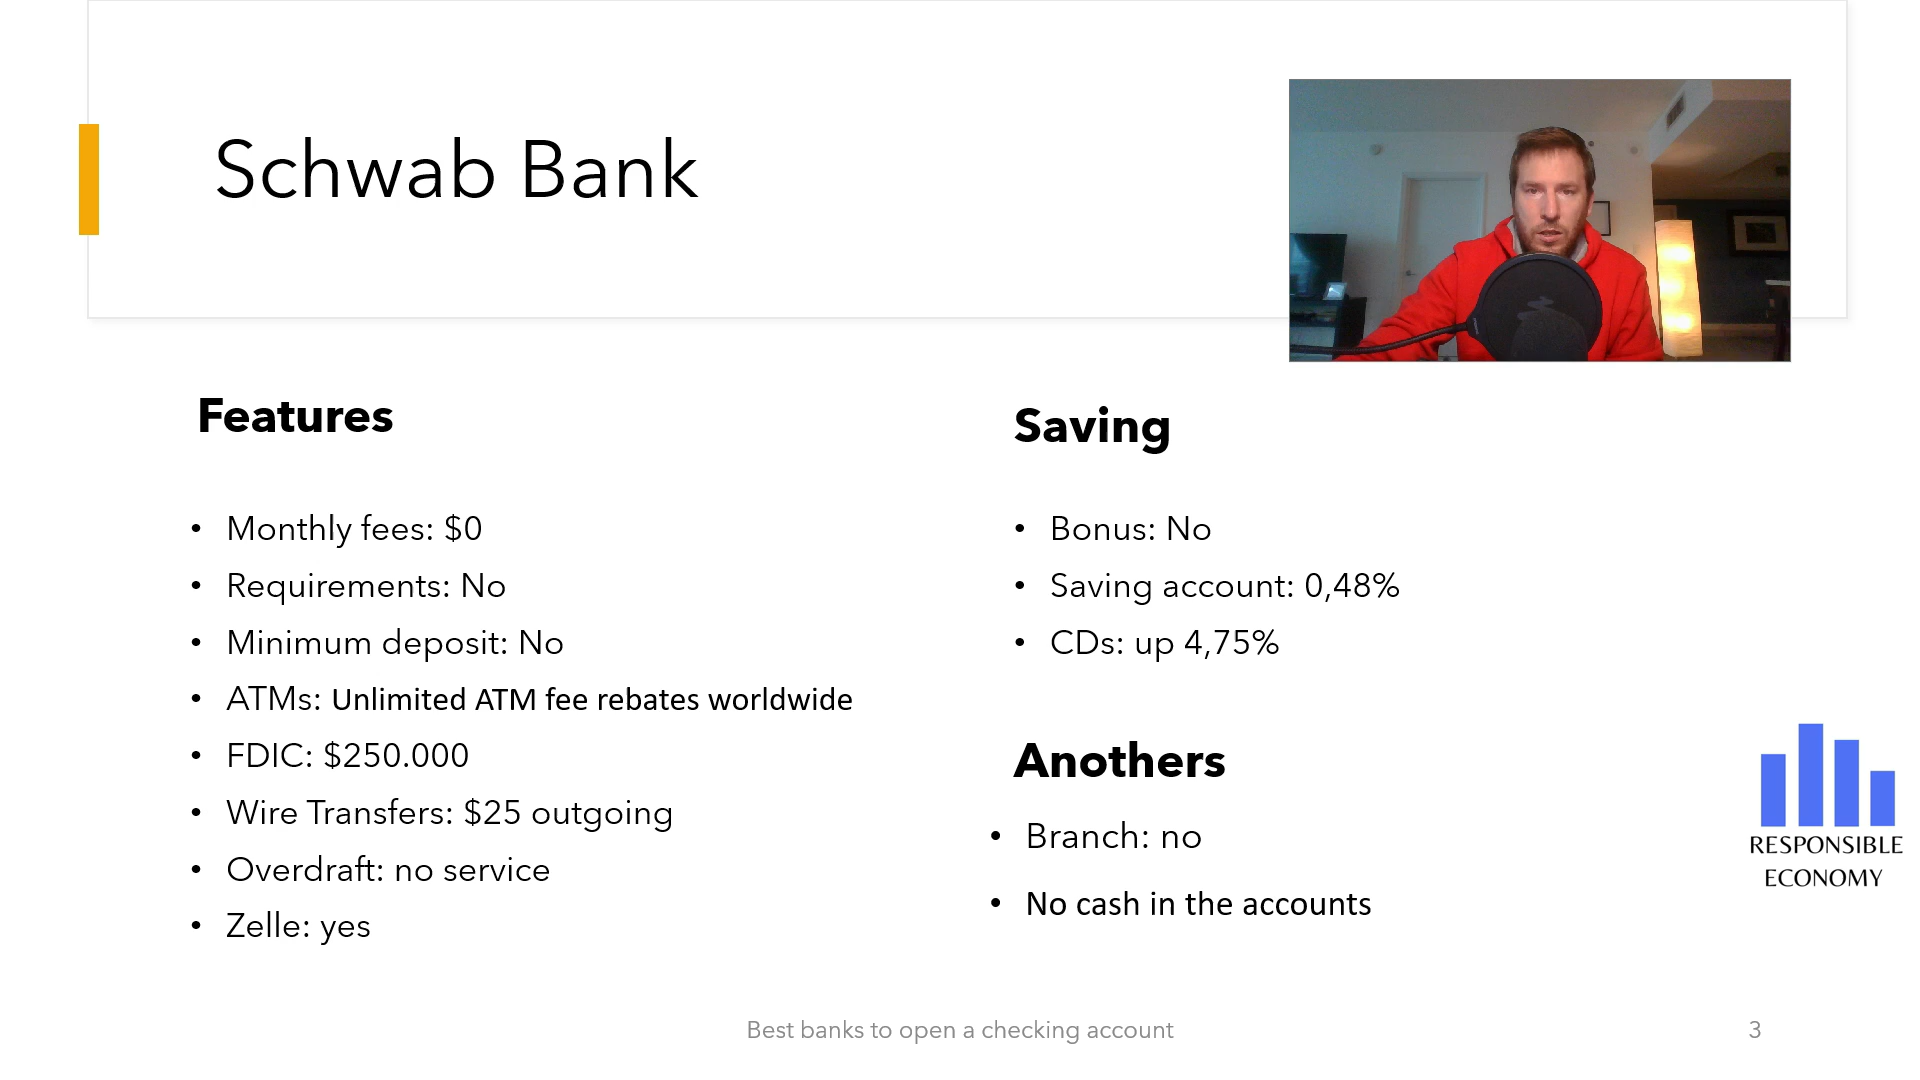 Schwab Bank
Features
• Monthly fees: $0
• Requirements: No
• Minimum deposit: No
• ATMs: Unlimited ATM fee rebates worldwide
• FDIC: $250.000
• Wire Transfers: $25 outgoing
• Overdraft: no service
• Zelle: yes
Saving
• Bonus: No
• Saving account: 0,48%
• CDs: up 4,75%
Anothers
• Branch: no
• No cash in the accounts
RESPONSIBLE
ECONOMY
Best banks to open a checking account
3